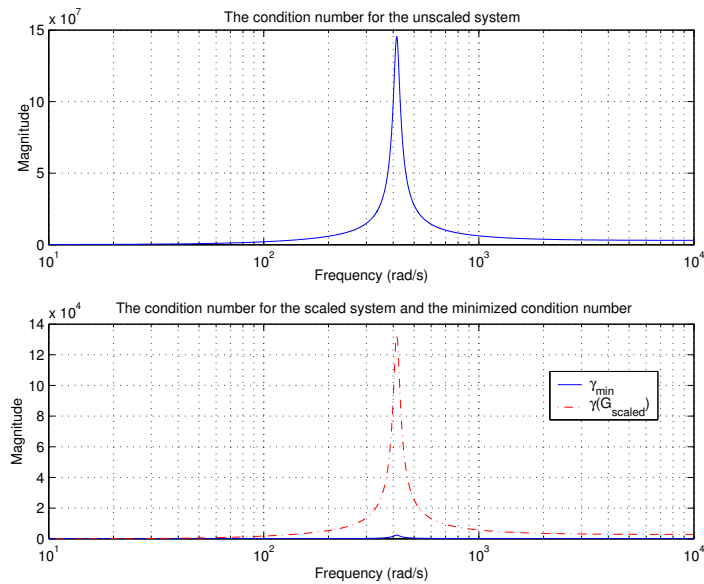 The condition number for the unscaled system
x 10^7
15
10
5
0
Magnitude
10^1
10^2
10^3
10^4
Frequency (rad/s)
The condition number for the scaled system and the minimized condition number
x 10^4
14
12
10
8
6
4
2
0
Magnitude
γ_min
γ(G_scaled)
10^1
10^2
10^3
10^4
Frequency (rad/s)